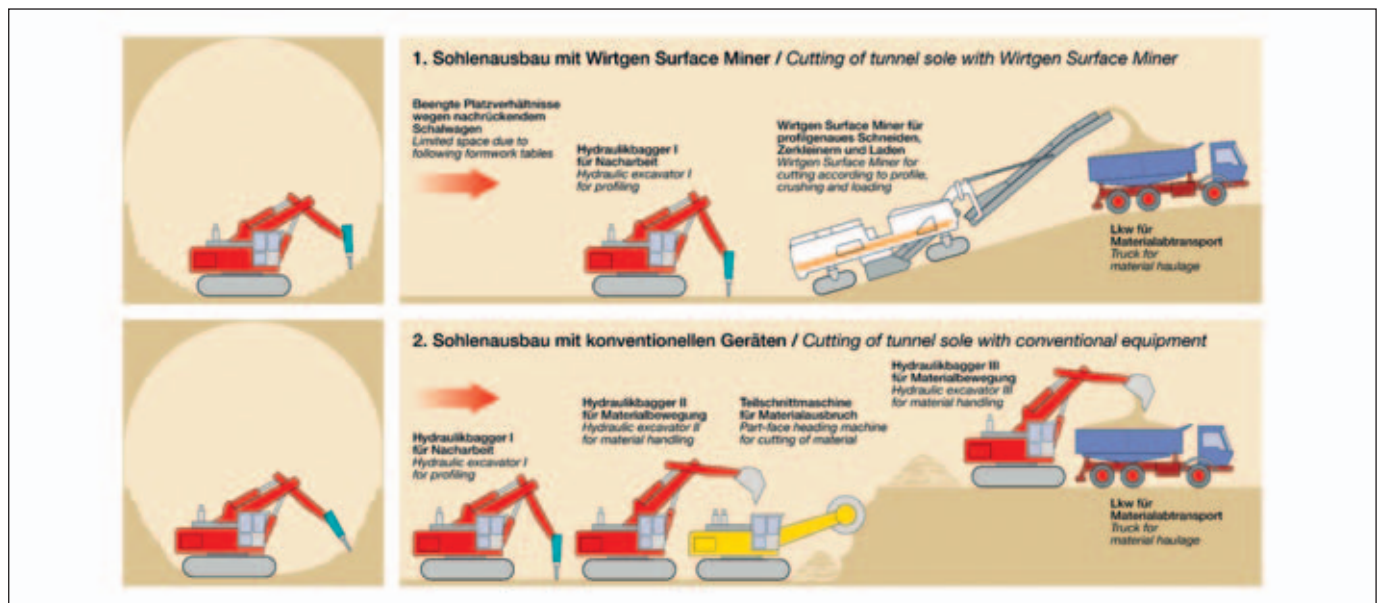 1. Sohlenausbau mit Wirtgen Surface Miner / Cutting of tunnel sole with Wirtgen Surface Miner
Beengte Platzverhältnisse
wegen nachrückendem
Schalwagen
Limited space due to
following formwork tables
Hydraulikbagger I
für Nacharbeit
Hydraulic excavator I
for profiling
Wirtgen Surface Miner für
profilgenaues Schneiden,
Zerkleinern und Laden
Wirtgen Surface Miner for
cutting according to profile,
crushing and loading
Lkw für
Materialabtransport
Truck for
material haulage
2. Sohlenausbau mit konventionellen Geräten / Cutting of tunnel sole with conventional equipment
Hydraulikbagger I
für Nacharbeit
Hydraulic excavator I
for profiling
Hydraulikbagger II
für Materialbewegung
Hydraulic excavator II
for material handling
Teilschnittmaschine
für Materialausbruch
Part-face heading machine
for cutting of material
Hydraulikbagger III
für Materialbewegung
Hydraulic excavator III
for material handling
Lkw für
Materialabtransport
Truck for
material haulage